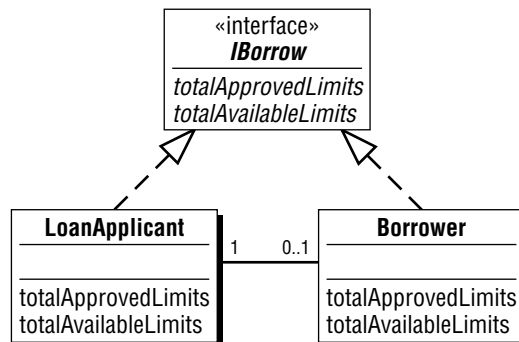 «interface»
IBorrow
totalApprovedLimits
totalAvailableLimits
LoanApplicant
totalApprovedLimits
totalAvailableLimits
1
0..1
Borrower
totalApprovedLimits
totalAvailableLimits